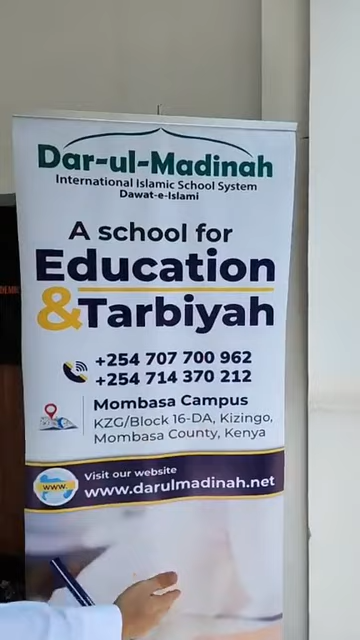 Dar-ul-Madinah
International Islamic School System
Dawat-e-Islami
A school for
Education
& Tarbiyah
+254 707 700 962
+254 714 370 212
Mombasa Campus
KZG/Block 16-DA, Kizingo,
Mombasa County, Kenya
Visit our website
www.
www.darulmadinah.net